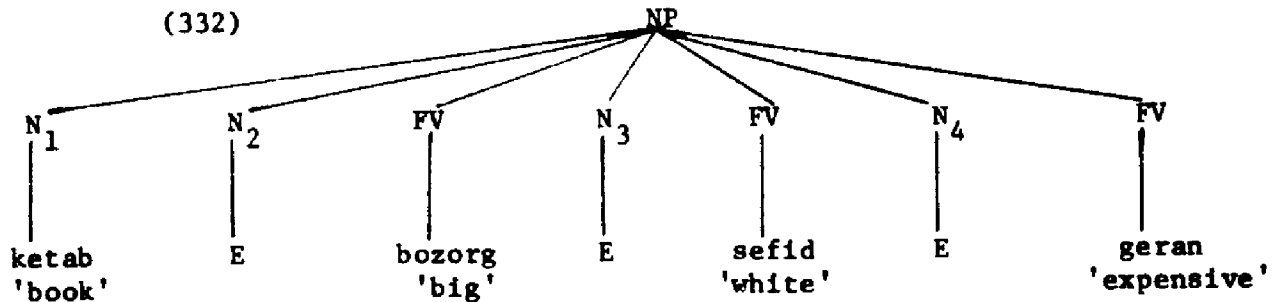 (332) NP
N1 N2 FV N3 FV N4 FV
ketab E bozorg E sefid E geran
'book' 'big' 'white' 'expensive'